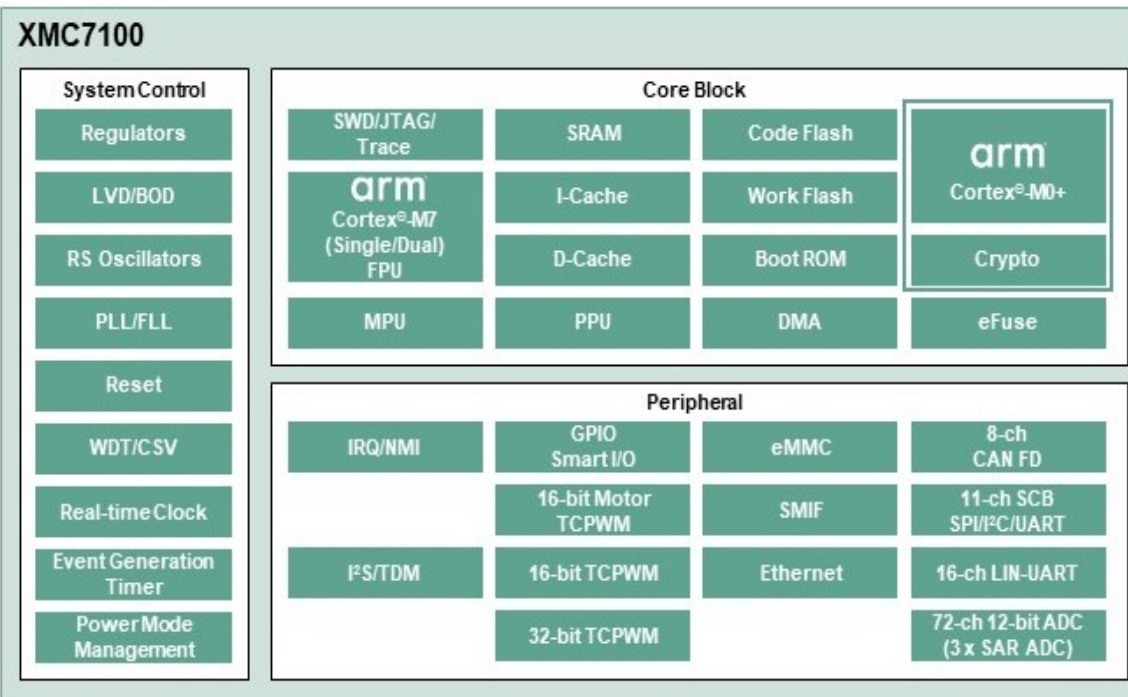 XMC7100
System Control
Regulators
LVD/BOD
RS Oscillators
PLL/FLL
Reset
WDT/CSV
Real-time Clock
Event Generation
Timer
Power Mode
Management
Core Block
SWD/JTAG/
Trace
SRAM
Code Flash
arm
Cortex®-M0+
arm
Cortex®-M7
(Single/Dual)
FPU
I-Cache
Work Flash
D-Cache
Boot ROM
Crypto
MPU
PPU
DMA
eFuse
Peripheral
IRQ/NMI
GPIO
Smart I/O
eMMC
8-ch
CAN FD
16-bit Motor
TCPWM
SMIF
11-ch SCB
SPI/I²C/UART
I²S/TDM
16-bit TCPWM
Ethernet
16-ch LIN-UART
32-bit TCPWM
72-ch 12-bit ADC
(3 x SAR ADC)